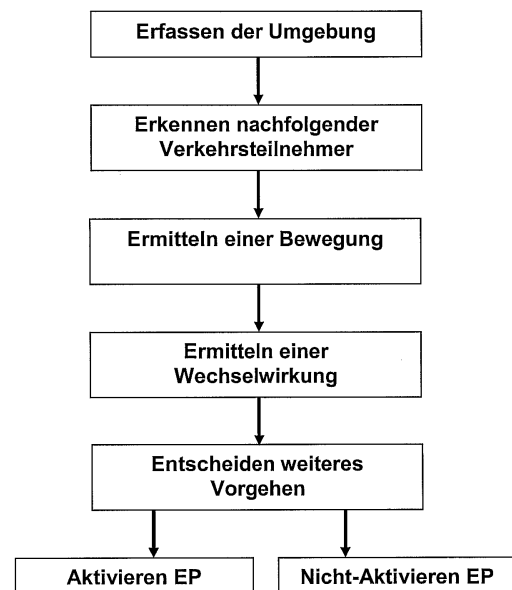 Erfassen der Umgebung
Erkennen nachfolgender
Verkehrsteilnehmer
Ermitteln einer Bewegung
Ermitteln einer
Wechselwirkung
Entscheiden weiteres
Vorgehen
Aktivieren EP
Nicht-Aktivieren EP